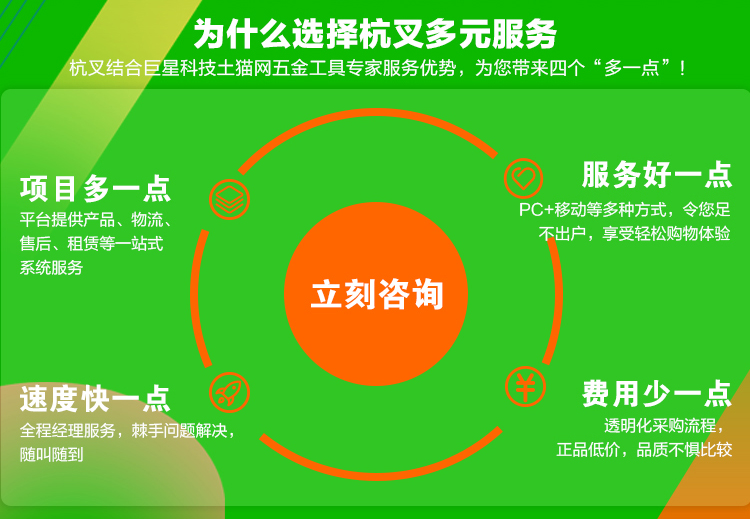 为什么选择杭叉多元服务
杭叉结合巨星科技土猫网五金工具专家服务优势，为您带来四个“多一点”！
项目多一点
平台提供产品、物流、
售后、租赁等一站式
系统服务
服务好一点
PC+移动等多种方式，令您足
不出户，享受轻松购物体验
立刻咨询
速度快一点
全程经理服务，棘手问题解决，
随叫随到
费用少一点
透明化采购流程，
正品低价，品质不惧比较